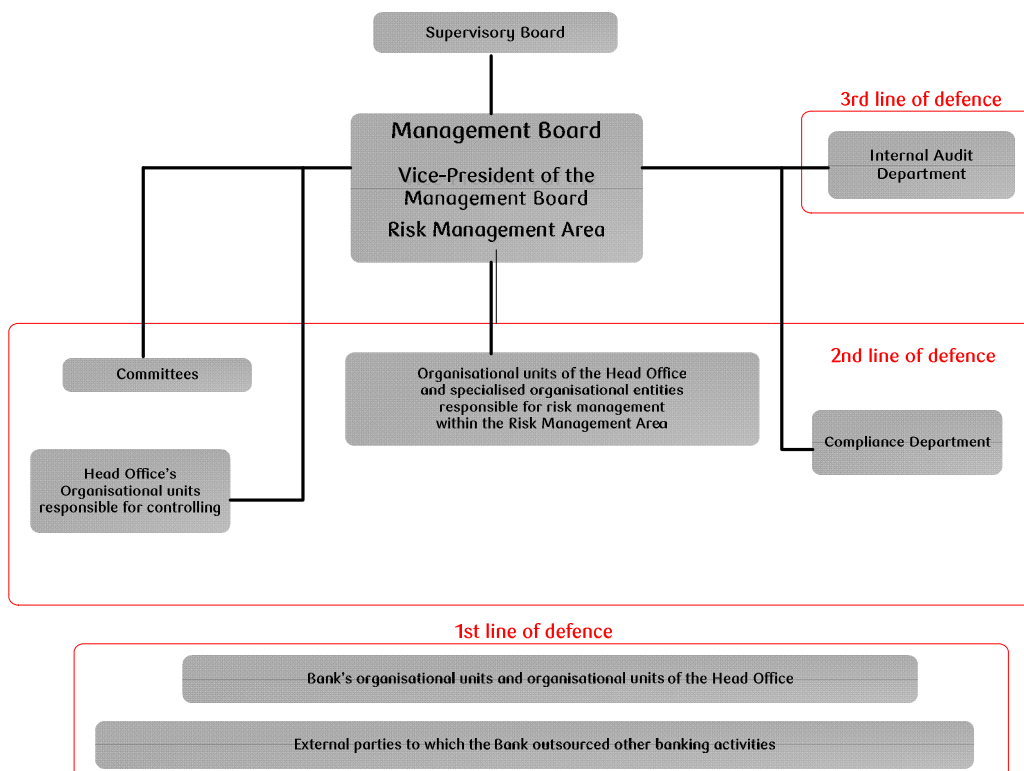 Supervisory Board
3rd line of defence
Management Board
Vice-President of the
Management Board
Risk Management Area
Internal Audit
Department
2nd line of defence
Committees
Organisational units of the Head Office
and specialised organisational entities
responsible for risk management
within the Risk Management Area
Compliance Department
Head Office's
Organisational units
responsible for controlling
1st line of defence
Bank's organisational units and organisational units of the Head Office
External parties to which the Bank outsourced other banking activities